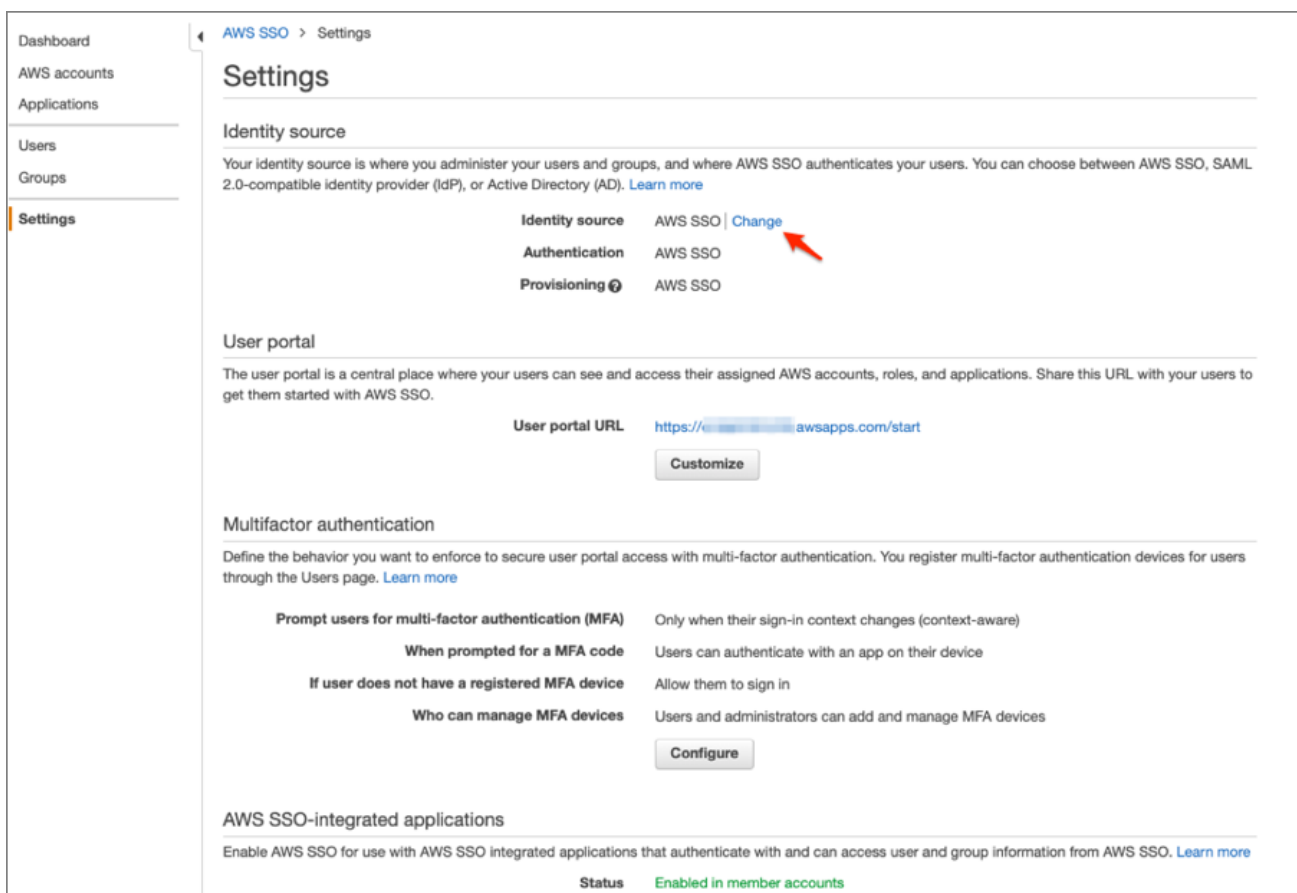 Dashboard
AWS accounts
Applications
Users
Groups
Settings
AWS SSO > Settings
Settings
Identity source
Your identity source is where you administer your users and groups, and where AWS SSO authenticates your users. You can choose between AWS SSO, SAML
2.0-compatible identity provider (IdP), or Active Directory (AD). Learn more
Identity source AWS SSO | Change
Authentication AWS SSO
Provisioning AWS SSO
User portal
The user portal is a central place where your users can see and access their assigned AWS accounts, roles, and applications. Share this URL with your users to
get them started with AWS SSO.
User portal URL https:// awsapps.com/start
Customize
Multifactor authentication
Define the behavior you want to enforce to secure user portal access with multi-factor authentication. You register multi-factor authentication devices for users
through the Users page. Learn more
Prompt users for multi-factor authentication (MFA) Only when their sign-in context changes (context-aware)
When prompted for a MFA code Users can authenticate with an app on their device
If user does not have a registered MFA device Allow them to sign in
Who can manage MFA devices Users and administrators can add and manage MFA devices
Configure
AWS SSO-integrated applications
Enable AWS SSO for use with AWS SSO integrated applications that authenticate with and can access user and group information from AWS SSO. Learn more
Status Enabled in member accounts